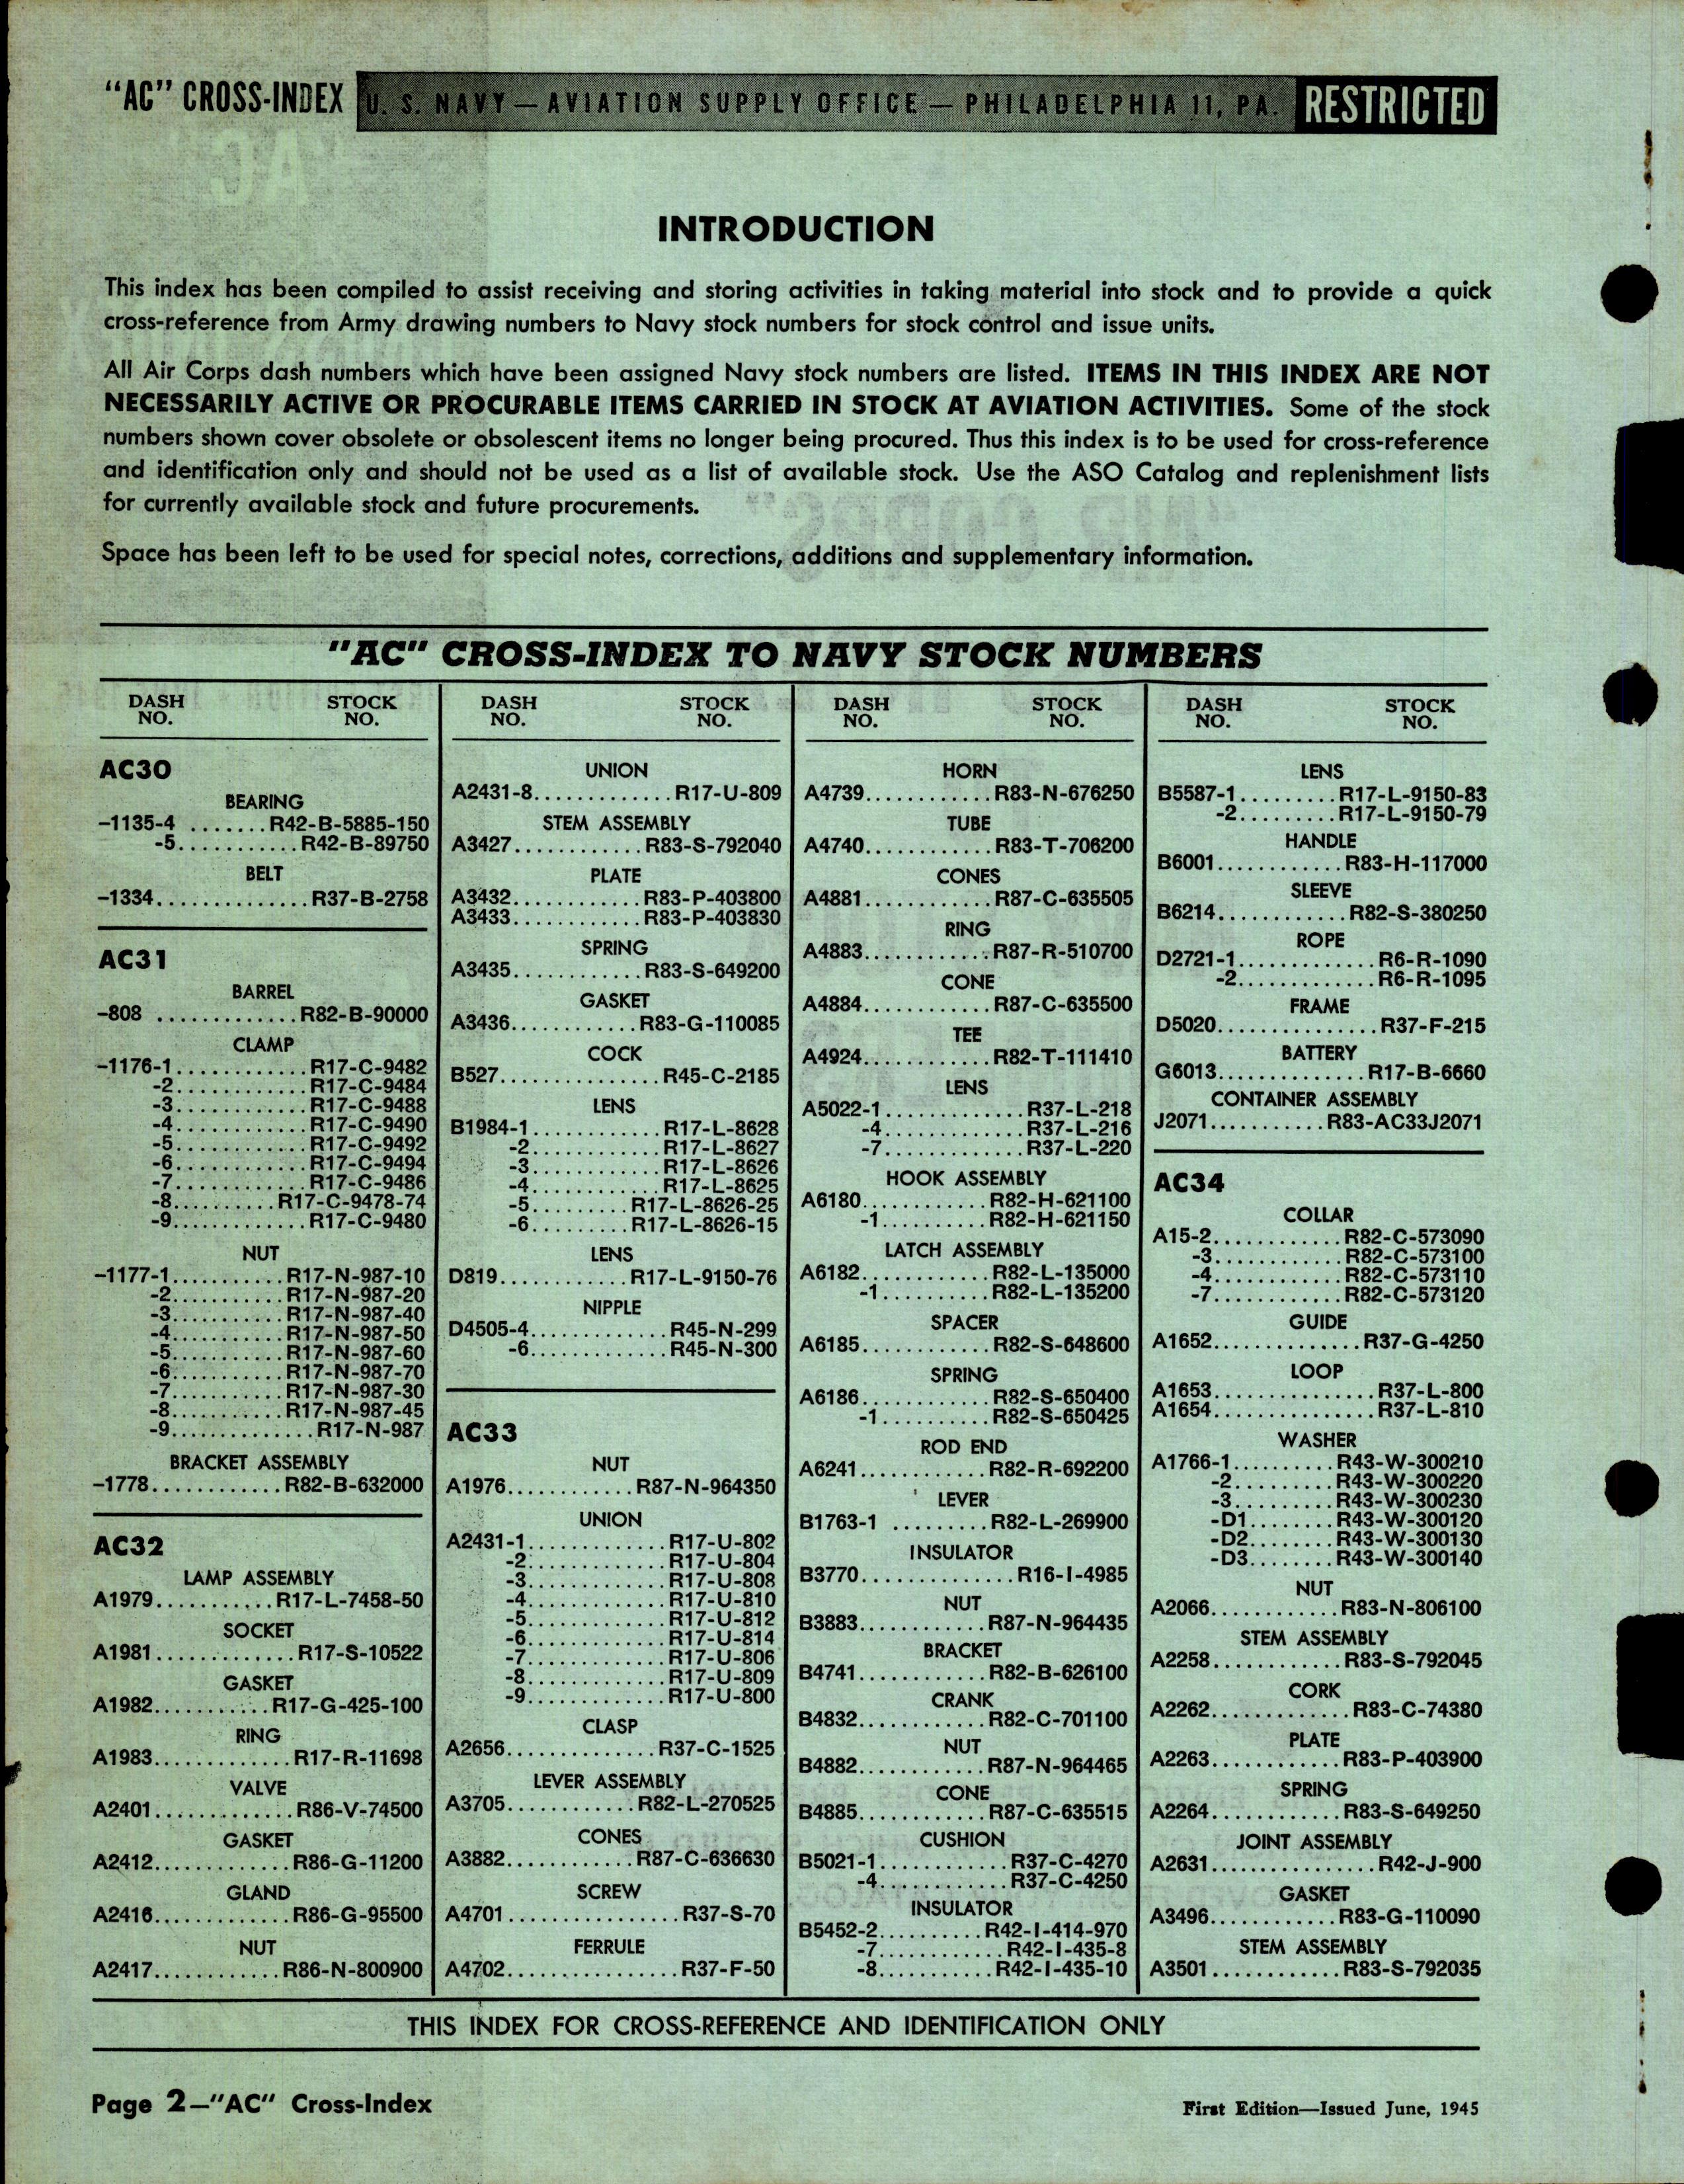 "AC" CROSS-INDEX U. S. NAVY — AVIATION SUPPLY OFFICE — PHILADELPHIA 11, PA. RESTRICTED
INTRODUCTION
This index has been compiled to assist receiving and storing activities in taking material into stock and to provide a quick
cross-reference from Army drawing numbers to Navy stock numbers for stock control and issue units.
All Air Corps dash numbers which have been assigned Navy stock numbers are listed. ITEMS IN THIS INDEX ARE NOT
NECESSARILY ACTIVE OR PROCURABLE ITEMS CARRIED IN STOCK AT AVIATION ACTIVITIES. Some of the stock
numbers shown cover obsolete or obsolescent items no longer being procured. Thus this index is to be used for cross-reference
and identification only and should not be used as a list of available stock. Use the ASO Catalog and replenishment lists
for currently available stock and future procurements.
Space has been left to be used for special notes, corrections, additions and supplementary information.
"AC" CROSS-INDEX TO NAVY STOCK NUMBERS
DASH NO. STOCK NO.
AC30
BEARING
-1135-4 .......R42-B-5885-150
-5...........R42-B-89750
BELT
-1334..............R37-B-2758
AC31
BARREL
-808 .............R82-B-90000
CLAMP
-1176-1............R17-C-9482
-2............R17-C-9484
-3............R17-C-9488
-4............R17-C-9490
-5............R17-C-9492
-6............R17-C-9494
-7............R17-C-9486
-8..........R17-C-9478-74
-9.............R17-C-9480
NUT
-1177-1...........R17-N-987-10
-2...........R17-N-987-20
-3...........R17-N-987-40
-4...........R17-N-987-50
-5...........R17-N-987-60
-6...........R17-N-987-70
-7...........R17-N-987-30
-8...........R17-N-987-45
-9..............R17-N-987
BRACKET ASSEMBLY
-1778............R82-B-632000
AC32
LAMP ASSEMBLY
A1979...........R17-L-7458-50
SOCKET
A1981.............R17-S-10522
GASKET
A1982...........R17-G-425-100
RING
A1983.............R17-R-11698
VALVE
A2401.............R86-V-74500
GASKET
A2412.............R86-G-11200
GLAND
A2416.............R86-G-95500
NUT
A2417............R86-N-800900
DASH NO. STOCK NO.
UNION
A2431-8.............R17-U-809
STEM ASSEMBLY
A3427............R83-S-792040
PLATE
A3432............R83-P-403800
A3433............R83-P-403830
SPRING
A3435............R83-S-649200
GASKET
A3436............R83-G-110085
COCK
B527...............R45-C-2185
LENS
B1984-1............R17-L-8628
-2............R17-L-8627
-3............R17-L-8626
-4............R17-L-8625
-5.........R17-L-8626-25
-6.........R17-L-8626-15
LENS
D819............R17-L-9150-76
NIPPLE
D4505-4.............R45-N-299
-6.............R45-N-300
AC33
NUT
A1976............R87-N-964350
UNION
A2431-1.............R17-U-802
-2.............R17-U-804
-3.............R17-U-808
-4.............R17-U-810
-5.............R17-U-812
-6.............R17-U-814
-7.............R17-U-806
-8.............R17-U-809
-9.............R17-U-800
CLASP
A2656..............R37-C-1525
LEVER ASSEMBLY
A3705............R82-L-270525
CONES
A3882............R87-C-636630
SCREW
A4701................R37-S-70
FERRULE
A4702................R37-F-50
DASH NO. STOCK NO.
HORN
A4739............R83-N-676250
TUBE
A4740............R83-T-706200
CONES
A4881............R87-C-635505
RING
A4883............R87-R-510700
CONE
A4884............R87-C-635500
TEE
A4924............R82-T-111410
LENS
A5022-1.............R37-L-218
-4.............R37-L-216
-7.............R37-L-220
HOOK ASSEMBLY
A6180............R82-H-621100
-1..........R82-H-621150
LATCH ASSEMBLY
A6182............R82-L-135000
-1..........R82-L-135200
SPACER
A6185............R82-S-648600
SPRING
A6186............R82-S-650400
-1..........R82-S-650425
ROD END
A6241............R82-R-692200
LEVER
B1763-1 .........R82-L-269900
INSULATOR
B3770..............R16-I-4985
NUT
B3883............R87-N-964435
BRACKET
B4741............R82-B-626100
CRANK
B4832............R82-C-701100
NUT
B4882............R87-N-964465
CONE
B4885............R87-C-635515
CUSHION
B5021-1............R37-C-4270
-4............R37-C-4250
INSULATOR
B5452-2..........R42-I-414-970
-7............R42-I-435-8
-8...........R42-I-435-10
DASH NO. STOCK NO.
LENS
B5587-1.........R17-L-9150-83
-2.........R17-L-9150-79
HANDLE
B6001............R83-H-117000
SLEEVE
B6214............R82-S-380250
ROPE
D2721-1.............R6-R-1090
-2.............R6-R-1095
FRAME
D5020...............R37-F-215
BATTERY
G6013..............R17-B-6660
CONTAINER ASSEMBLY
J2071...........R83-AC33J2071
AC34
COLLAR
A15-2............R82-C-573090
-3............R82-C-573100
-4............R82-C-573110
-7............R82-C-573120
GUIDE
A1652..............R37-G-4250
LOOP
A1653...............R37-L-800
A1654...............R37-L-810
WASHER
A1766-1..........R43-W-300210
-2.........R43-W-300220
-3.........R43-W-300230
-D1........R43-W-300120
-D2........R43-W-300130
-D3........R43-W-300140
NUT
A2066............R83-N-806100
STEM ASSEMBLY
A2258............R83-S-792045
CORK
A2262.............R83-C-74380
PLATE
A2263............R83-P-403900
SPRING
A2264............R83-S-649250
JOINT ASSEMBLY
A2631................R42-J-900
GASKET
A3496............R83-G-110090
STEM ASSEMBLY
A3501............R83-S-792035
THIS INDEX FOR CROSS-REFERENCE AND IDENTIFICATION ONLY
Page 2—"AC" Cross-Index
First Edition—Issued June, 1945